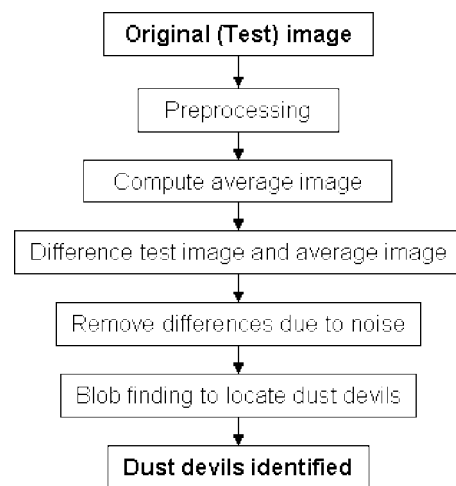 Original (Test) image
Preprocessing
Compute average image
Difference test image and average image
Remove differences due to noise
Blob finding to locate dust devils
Dust devils identified